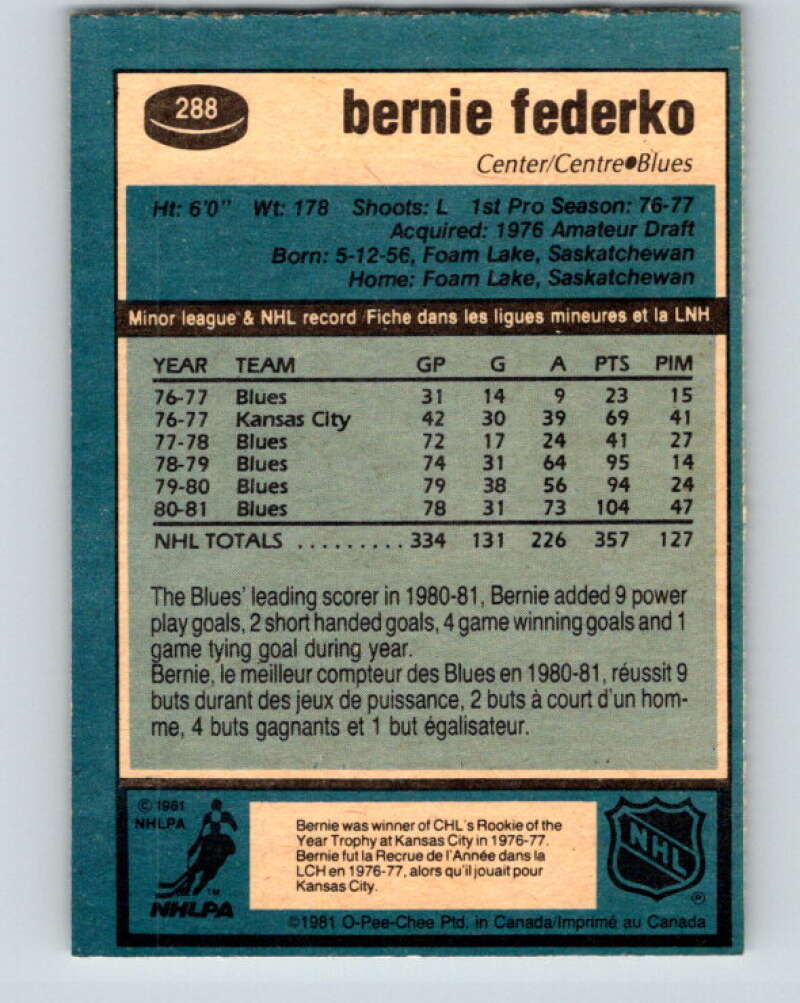 288
bernie federko
Center/Centre●Blues
Ht: 6'0" Wt: 178 Shoots: L 1st Pro Season: 76-77
Acquired: 1976 Amateur Draft
Born: 5-12-56, Foam Lake, Saskatchewan
Home: Foam Lake, Saskatchewan
Minor league & NHL record / Fiche dans les ligues mineures et la LNH
YEAR TEAM GP G A PTS PIM
76-77 Blues 31 14 9 23 15
76-77 Kansas City 42 30 39 69 41
77-78 Blues 72 17 24 41 27
78-79 Blues 74 31 64 95 14
79-80 Blues 79 38 56 94 24
80-81 Blues 78 31 73 104 47
NHL TOTALS ......... 334 131 226 357 127
The Blues' leading scorer in 1980-81, Bernie added 9 power
play goals, 2 short handed goals, 4 game winning goals and 1
game tying goal during year.
Bernie, le meilleur compteur des Blues en 1980-81, réussit 9
buts durant des jeux de puissance, 2 buts à court d'un hom-
me, 4 buts gagnants et 1 but égalisateur.
© 1981
NHLPA
TM
NHLPA
Bernie was winner of CHL's Rookie of the
Year Trophy at Kansas City in 1976-77.
Bernie fut la Recrue de l'Année dans la
LCH en 1976-77, alors qu'il jouait pour
Kansas City.
NHL
®
©1981 O-Pee-Chee Ptd. in Canada/Imprimé au Canada